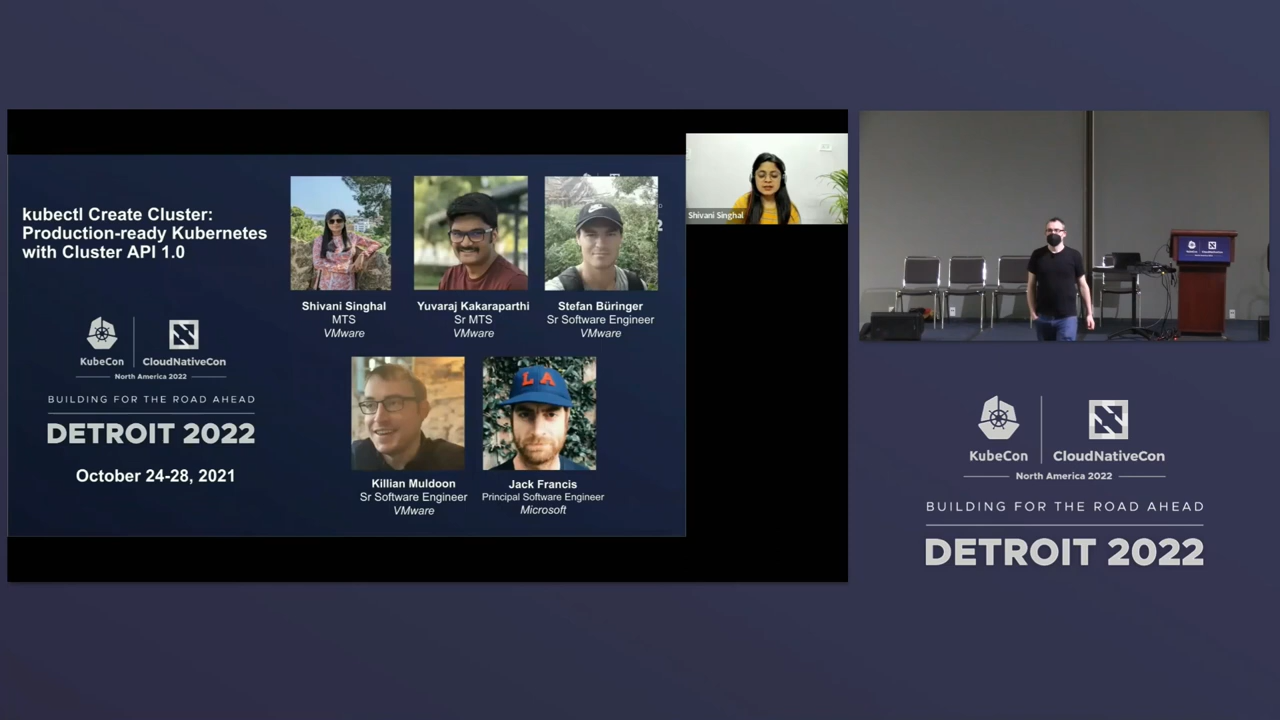 kubectl Create Cluster:
Production-ready Kubernetes
with Cluster API 1.0
KubeCon
CloudNativeCon
North America 2022
BUILDING FOR THE ROAD AHEAD
DETROIT 2022
October 24-28, 2021
Shivani Singhal
MTS
VMware
Yuvaraj Kakaraparthi
Sr MTS
VMware
Stefan Büringer
Sr Software Engineer
VMware
LA
Killian Muldoon
Sr Software Engineer
VMware
Jack Francis
Principal Software Engineer
Microsoft
Shivani Singhal
KubeCon
CloudNativeCon
North America 2022
BUILDING FOR THE ROAD AHEAD
DETROIT 2022